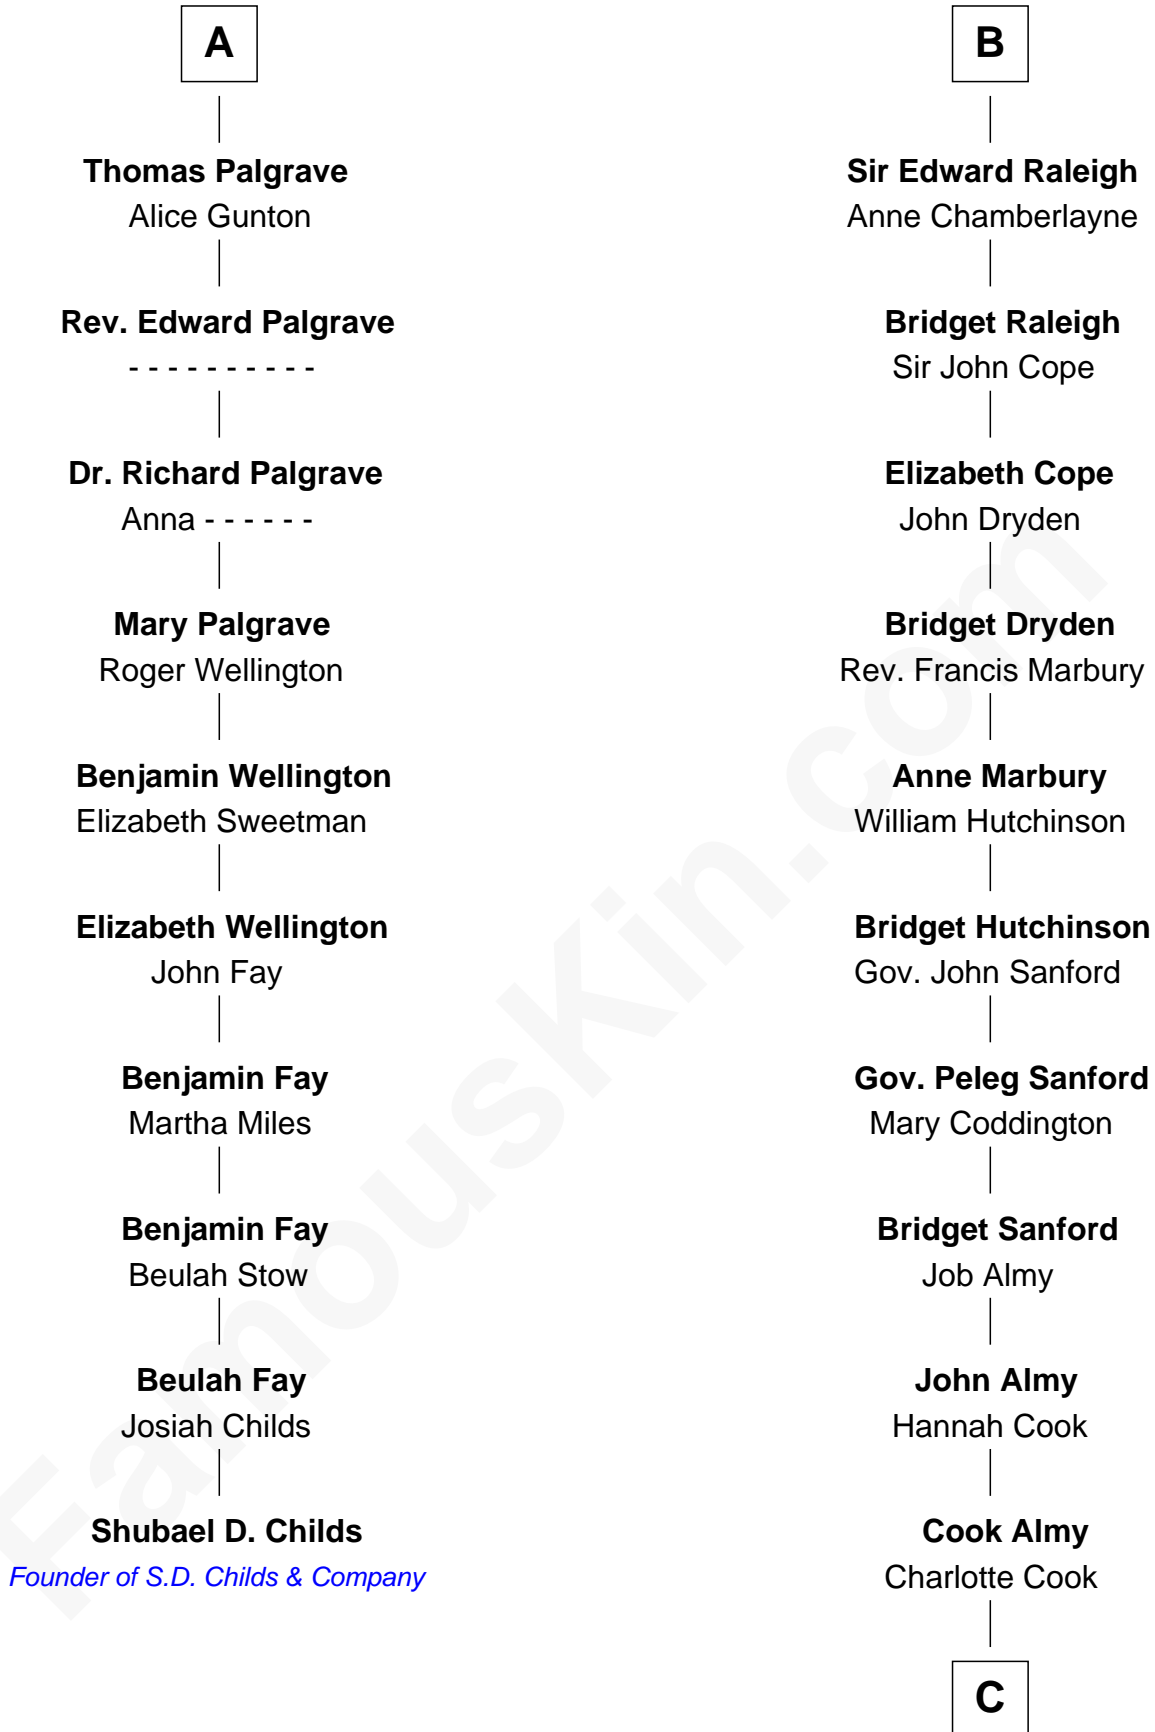 A
Thomas Palgrave
Alice Gunton
Rev. Edward Palgrave
- - - - - - - - - -
Dr. Richard Palgrave
Anna - - - - - -
Mary Palgrave
Roger Wellington
Benjamin Wellington
Elizabeth Sweetman
Elizabeth Wellington
John Fay
Benjamin Fay
Martha Miles
Benjamin Fay
Beulah Stow
Beulah Fay
Josiah Childs
Shubael D. Childs
Founder of S.D. Childs & Company
B
Sir Edward Raleigh
Anne Chamberlayne
Bridget Raleigh
Sir John Cope
Elizabeth Cope
John Dryden
Bridget Dryden
Rev. Francis Marbury
Anne Marbury
William Hutchinson
Bridget Hutchinson
Gov. John Sanford
Gov. Peleg Sanford
Mary Coddington
Bridget Sanford
Job Almy
John Almy
Hannah Cook
Cook Almy
Charlotte Cook
C
FamousKin.com